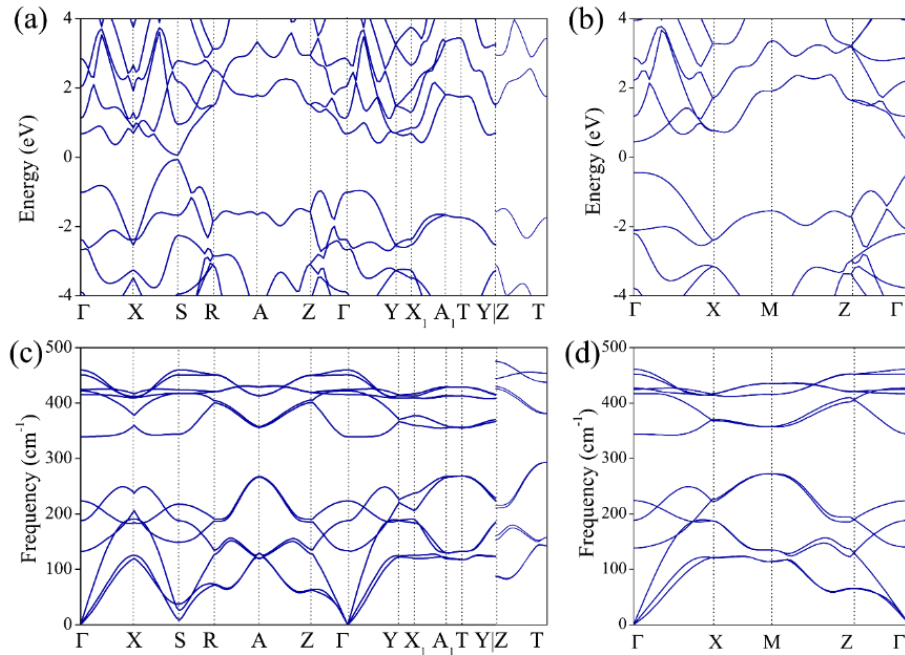 (a)
Energy (eV)
4
2
0
-2
-4
Γ X S R A Z Γ Y X₁ A₁ T Y|Z T
(b)
Energy (eV)
4
2
0
-2
-4
Γ X M Z Γ
(c)
Frequency (cm⁻¹)
500
400
300
200
100
0
Γ X S R A Z Γ Y X₁ A₁ T Y|Z T
(d)
Frequency (cm⁻¹)
500
400
300
200
100
0
Γ X M Z Γ